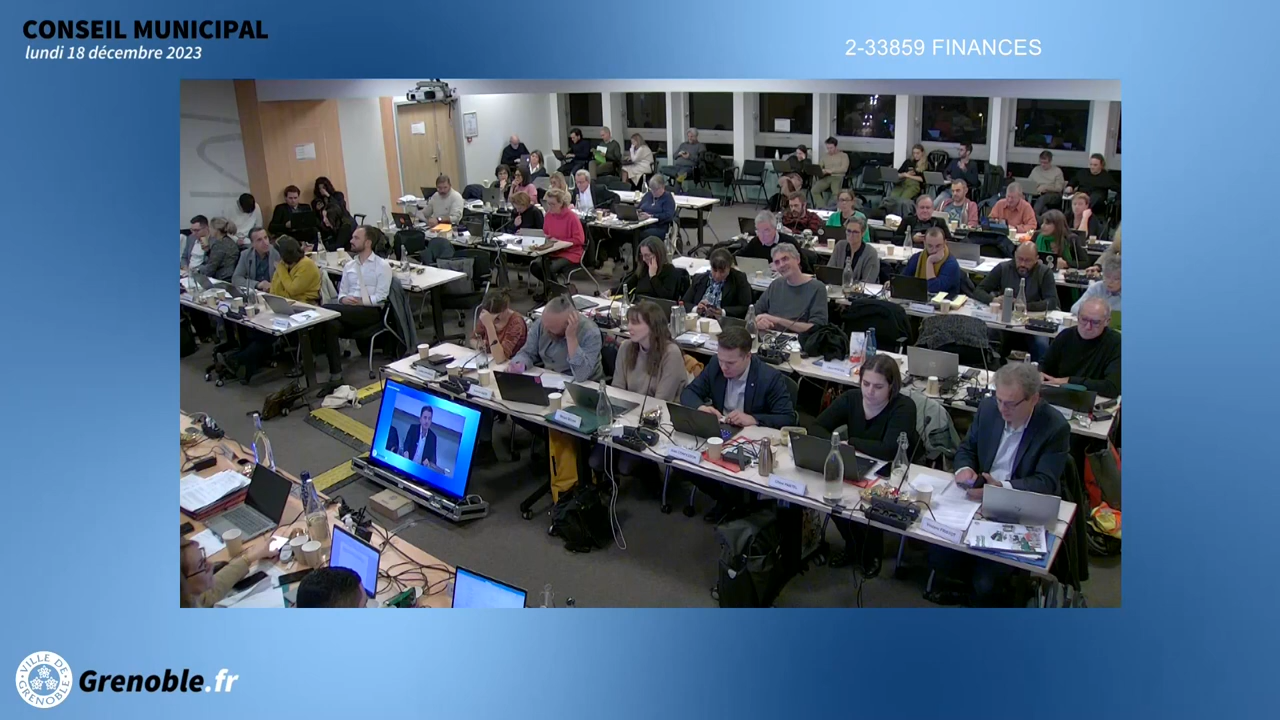 CONSEIL MUNICIPAL
lundi 18 décembre 2023
2-33859 FINANCES
VILLE DE GRENOBLE
Grenoble.fr